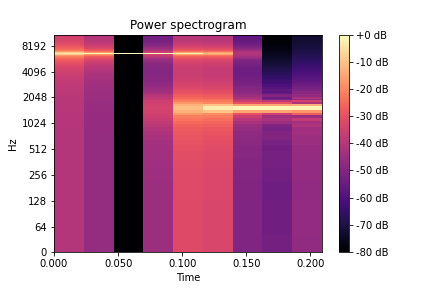 Power spectrogram
8192
4096
2048
1024
512
256
128
64
0
Hz
0.000 0.050 0.100 0.150 0.200
Time
+0 dB
-10 dB
-20 dB
-30 dB
-40 dB
-50 dB
-60 dB
-70 dB
-80 dB